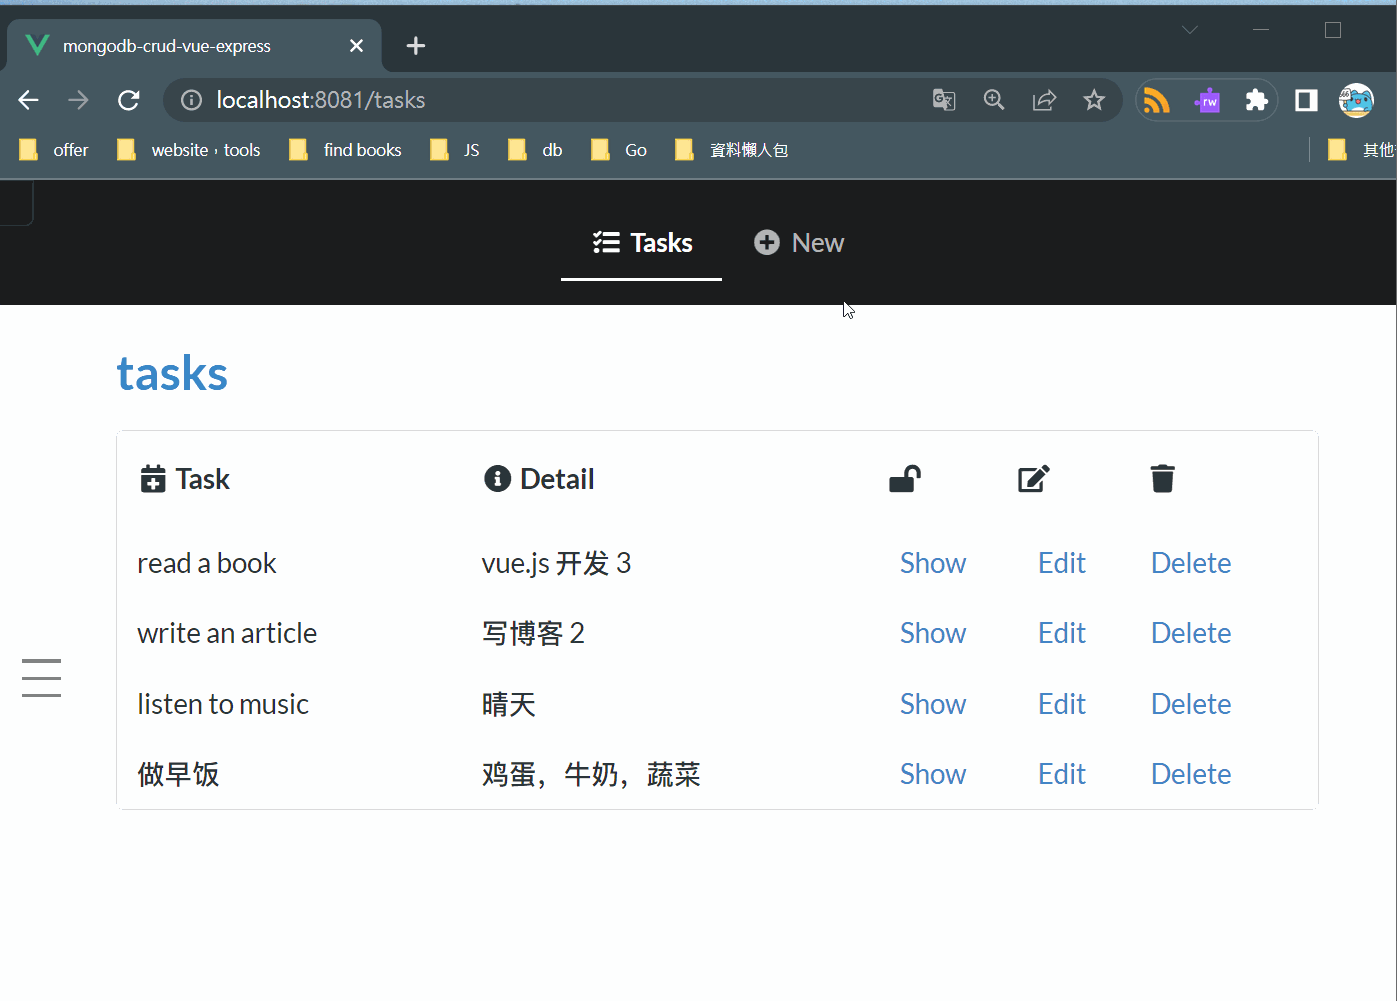 mongodb-crud-vue-express
localhost:8081/tasks
rw
offer website，tools find books JS db Go 資料懶人包 其他
Tasks New
tasks
Task Detail
read a book vue.js 开发 3 Show Edit Delete
write an article 写博客 2 Show Edit Delete
listen to music 晴天 Show Edit Delete
做早饭 鸡蛋，牛奶，蔬菜 Show Edit Delete